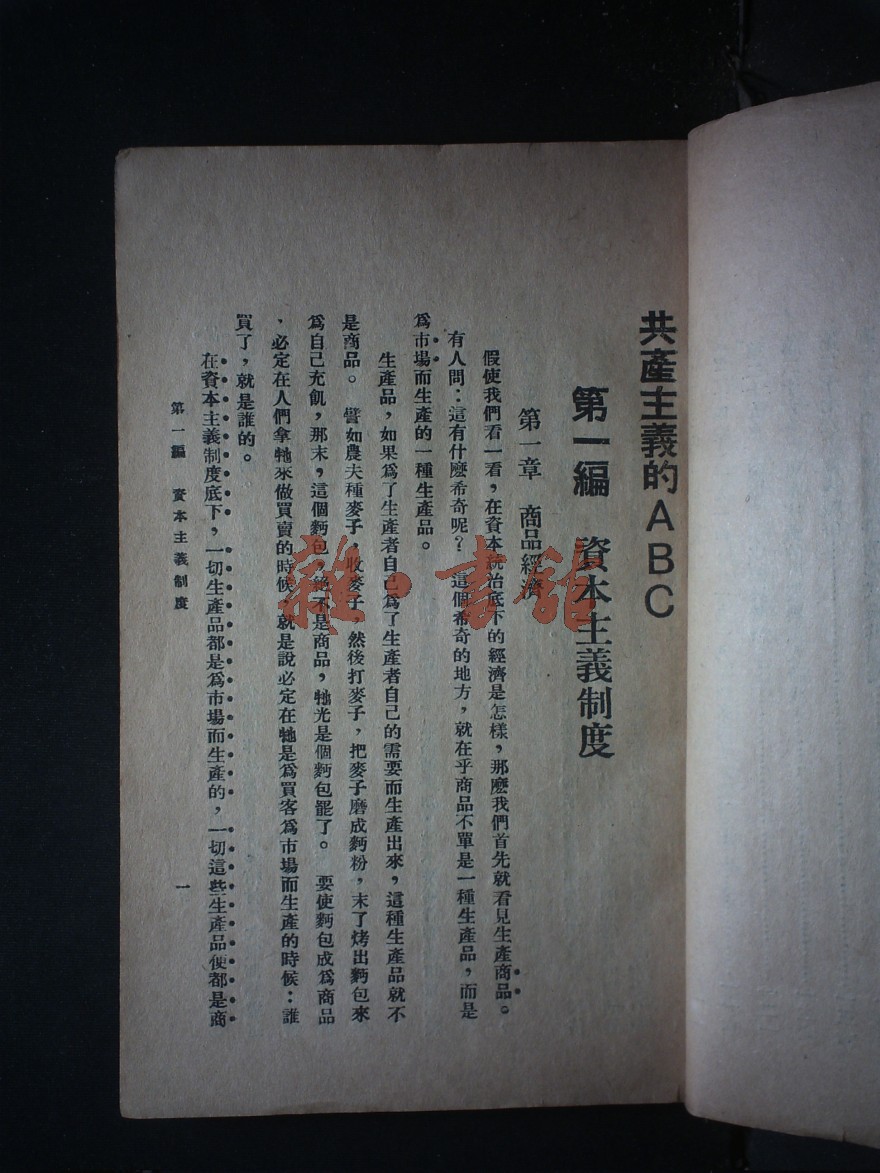 共產主義的ABC
第一編　資本主義制度
第一章　商品經濟
假使我們看一看，在資本統治底下的經濟是怎樣，那麽我們首先就看見生產商品。
有人問：這有什麽希奇呢？這個希奇的地方，就在乎商品不單是一種生產品，而是
爲市場而生產的一種生產品。
生產品，如果爲了生產者自己爲了生產者自己的需要而生產出來，這種生產品就不
是商品。譬如農夫種麥子，收麥子，然後打麥子，把麥子磨成麪粉，末了烤出麪包來
爲自己充飢，那末，這個麪包絕不是商品，牠光是個麪包罷了。要使麪包成爲商品
，必定在人們拿牠來做買賣的時候，就是說必定在牠是爲買客爲市場而生產的時候：誰
買了，就是誰的。
在資本主義制度底下，一切生產品都是爲市場而生產的，一切這些生產品便都是商
第一編　資本主義制度　一
雜·書館